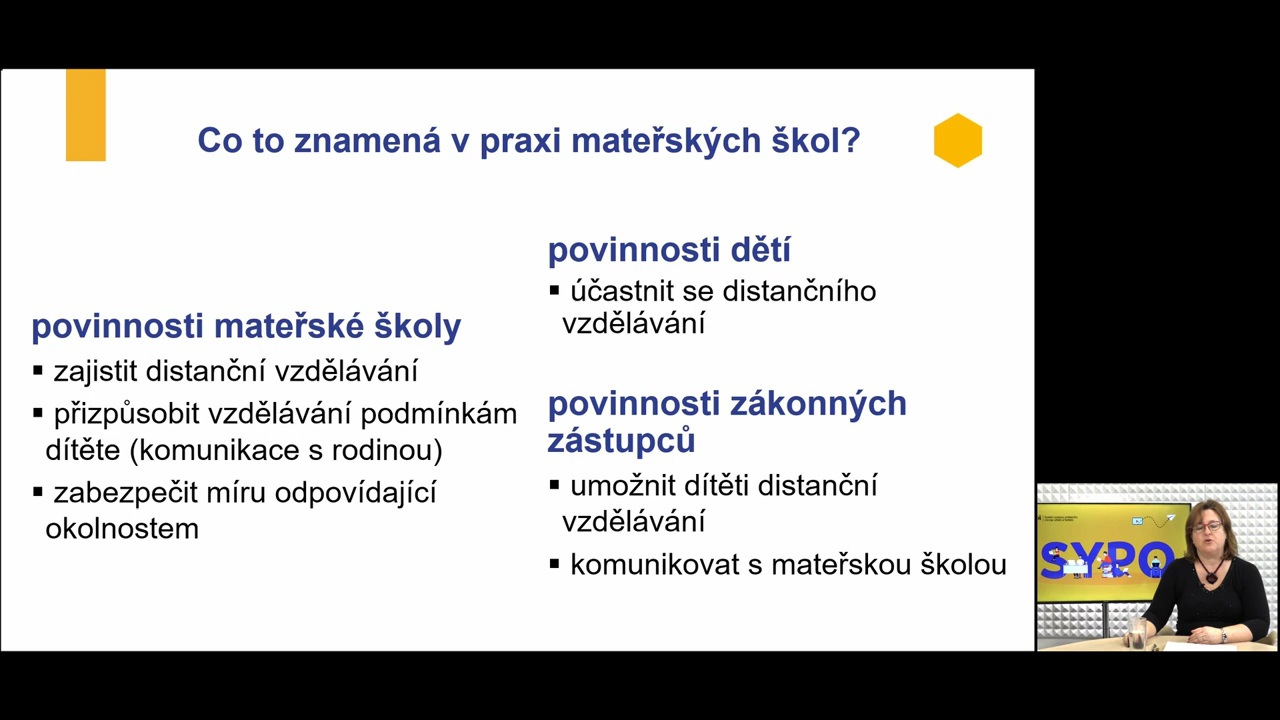 Co to znamená v praxi mateřských škol?
povinnosti mateřské školy
▪ zajistit distanční vzdělávání
▪ přizpůsobit vzdělávání podmínkám
dítěte (komunikace s rodinou)
▪ zabezpečit míru odpovídající
okolnostem
povinnosti dětí
▪ účastnit se distančního
vzdělávání
povinnosti zákonných
zástupců
▪ umožnit dítěti distanční
vzdělávání
▪ komunikovat s mateřskou školou
SYPO